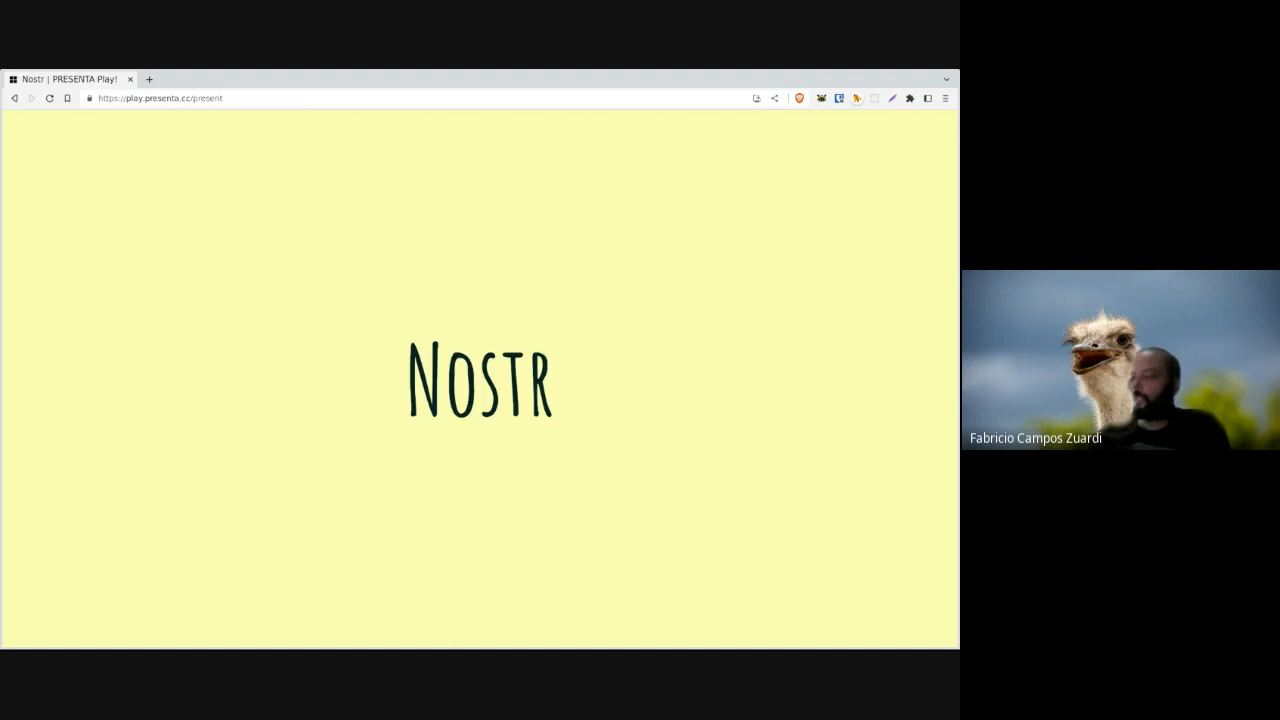 Nostr | PRESENTA Play!
https://play.presenta.cc/present
Nostr
Fabricio Campos Zuardi